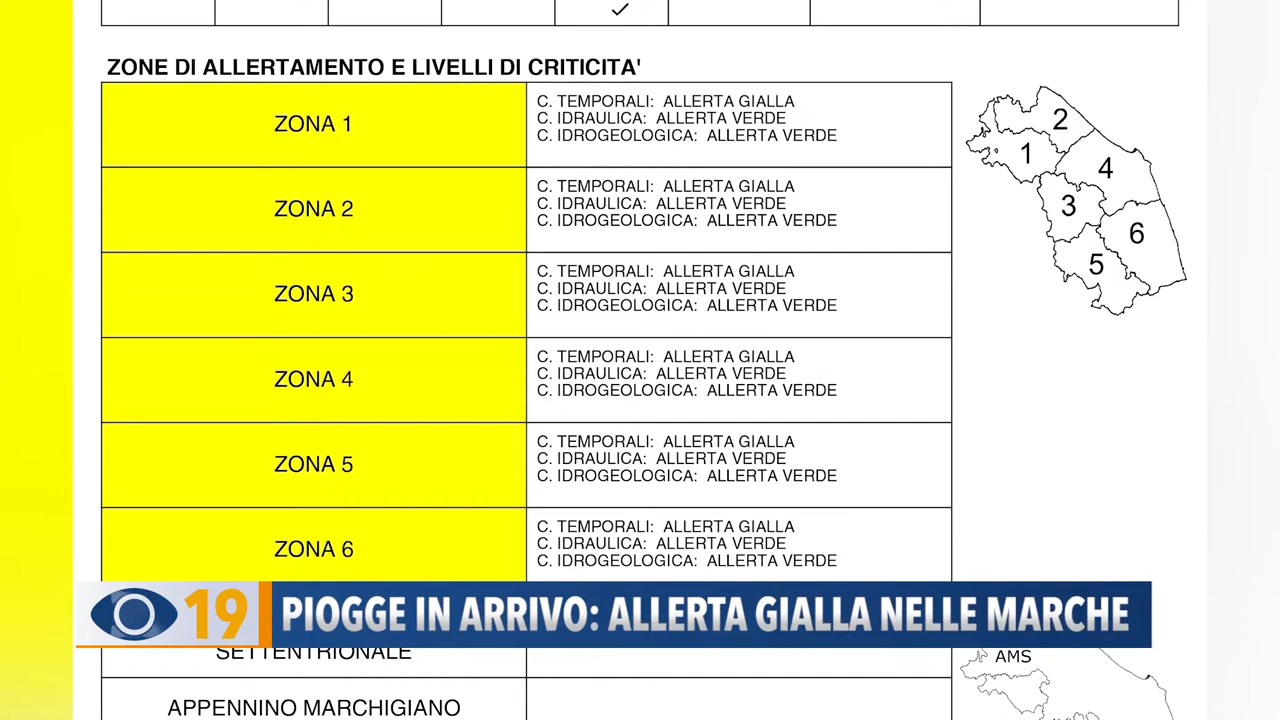 ZONE DI ALLERTAMENTO E LIVELLI DI CRITICITA'
ZONA 1
C. TEMPORALI: ALLERTA GIALLA
C. IDRAULICA: ALLERTA VERDE
C. IDROGEOLOGICA: ALLERTA VERDE
ZONA 2
C. TEMPORALI: ALLERTA GIALLA
C. IDRAULICA: ALLERTA VERDE
C. IDROGEOLOGICA: ALLERTA VERDE
ZONA 3
C. TEMPORALI: ALLERTA GIALLA
C. IDRAULICA: ALLERTA VERDE
C. IDROGEOLOGICA: ALLERTA VERDE
ZONA 4
C. TEMPORALI: ALLERTA GIALLA
C. IDRAULICA: ALLERTA VERDE
C. IDROGEOLOGICA: ALLERTA VERDE
ZONA 5
C. TEMPORALI: ALLERTA GIALLA
C. IDRAULICA: ALLERTA VERDE
C. IDROGEOLOGICA: ALLERTA VERDE
ZONA 6
C. TEMPORALI: ALLERTA GIALLA
C. IDRAULICA: ALLERTA VERDE
C. IDROGEOLOGICA: ALLERTA VERDE
2
1
4
3
6
5
19 PIOGGE IN ARRIVO: ALLERTA GIALLA NELLE MARCHE
SETTENTRIONALE
AMS
APPENNINO MARCHIGIANO